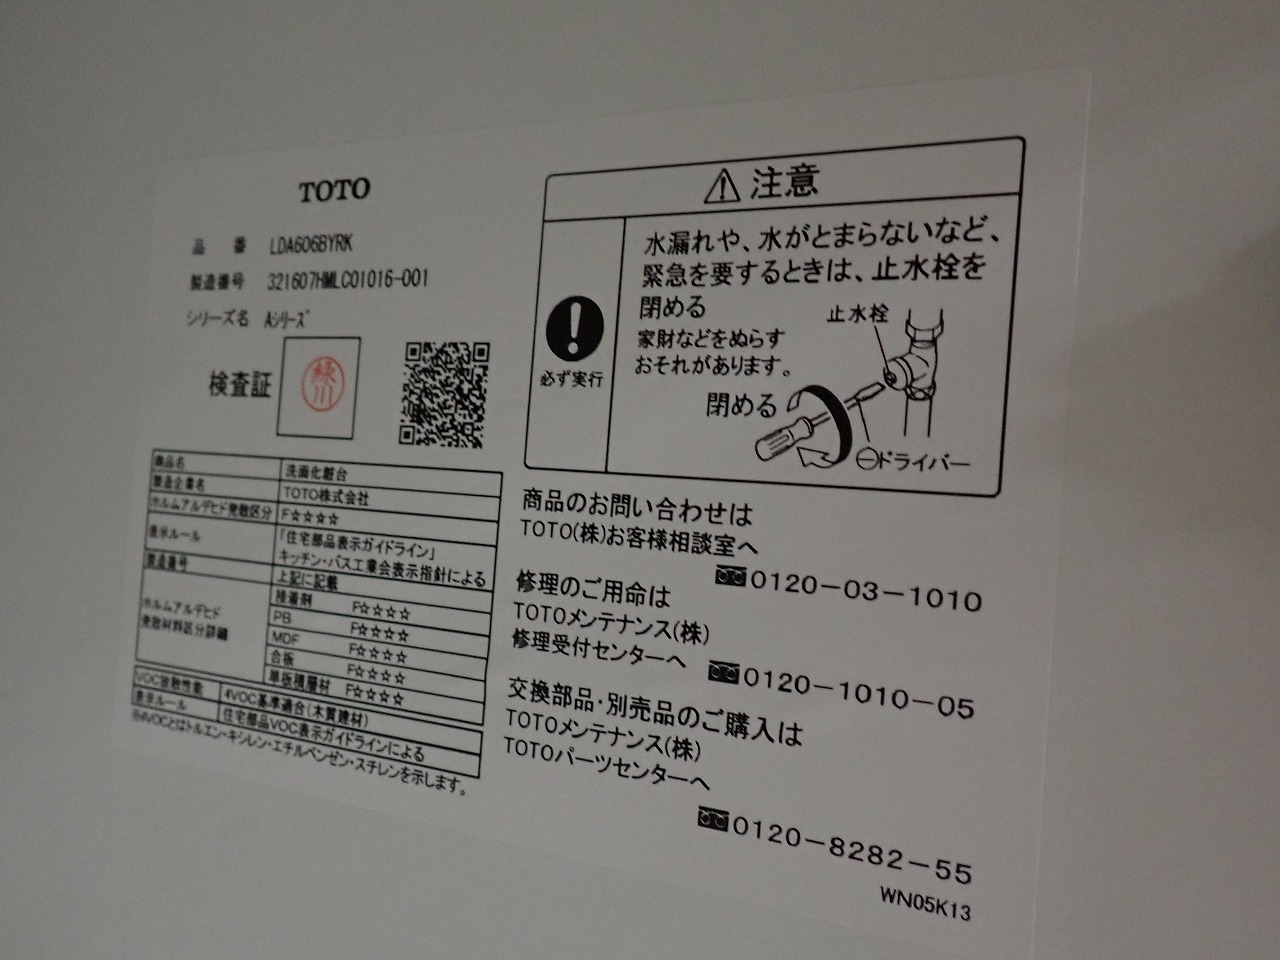 TOTO
品番 LDA606BYRK
製造番号 321607HMLC01016-001
シリーズ名 Aシリーズ
検査証
商品名 洗面化粧台
製造企業名 TOTO株式会社
ホルムアルデヒド発散区分 F☆☆☆☆
表示ルール 「住宅部品表示ガイドライン」
キッチン・バス工業会表示指針による
製造番号 上記に記載
ホルムアルデヒド
発散材料区分詳細
接着剤 F☆☆☆☆
PB F☆☆☆☆
MDF F☆☆☆☆
合板 F☆☆☆☆
単板積層材 F☆☆☆☆
VOC放散性能 4VOC基準適合(木質建材)
表示ルール 住宅部品VOC表示ガイドラインによる
※4VOCとはトルエン・キシレン・エチルベンゼン・スチレンを示します。
注意
必ず実行
水漏れや、水がとまらないなど、
緊急を要するときは、止水栓を
閉める
家財などをぬらす
おそれがあります。
止水栓
閉める
⊖ドライバー
商品のお問い合わせは
TOTO(株)お客様相談室へ
0120-03-1010
修理のご用命は
TOTOメンテナンス(株)
修理受付センターへ
0120-1010-05
交換部品・別売品のご購入は
TOTOメンテナンス(株)
TOTOパーツセンターへ
0120-8282-55
WN05K13